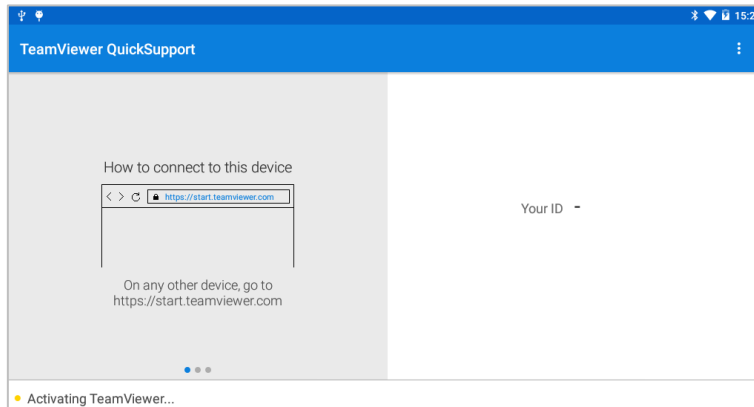 15:2
TeamViewer QuickSupport
How to connect to this device
https://start.teamviewer.com
On any other device, go to
https://start.teamviewer.com
Your ID -
Activating TeamViewer...